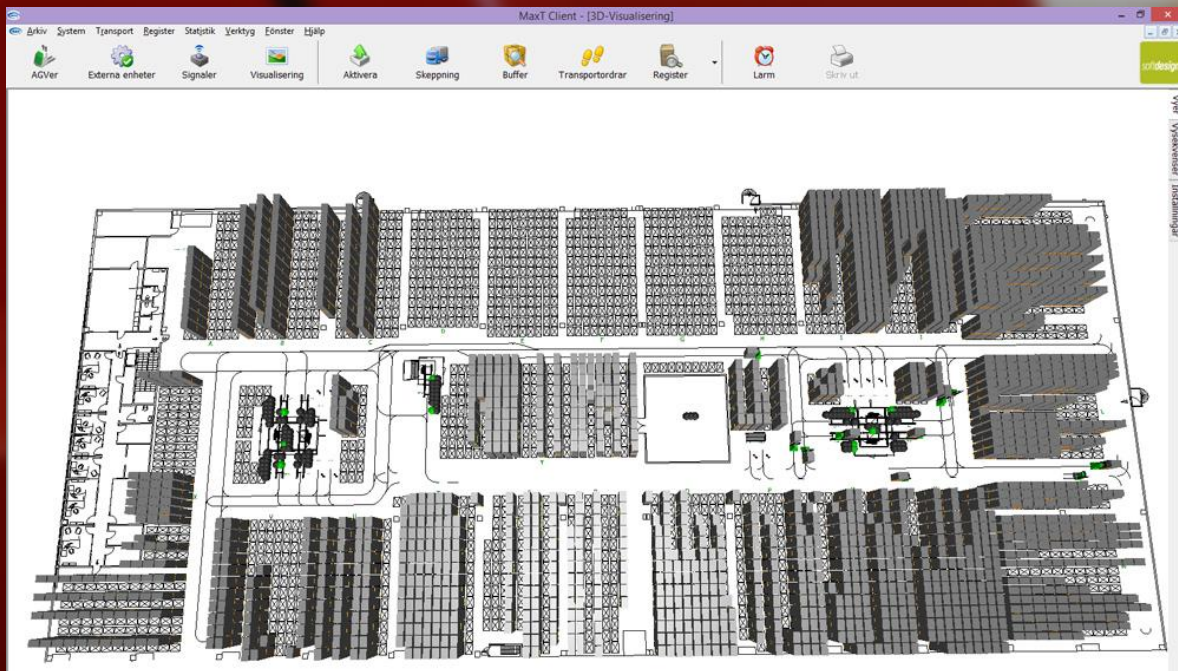 MaxT Client - [3D-Visualisering]
Arkiv System Transport Register Statistik Verktyg Fönster Hjälp
AGVer Externa enheter Signaler Visualisering Aktivera Skeppning Buffer Transportordrar Register Larm Skriv ut
softdesign
Vyer Vysekvenser Inställningar
A B C D E F G H I J